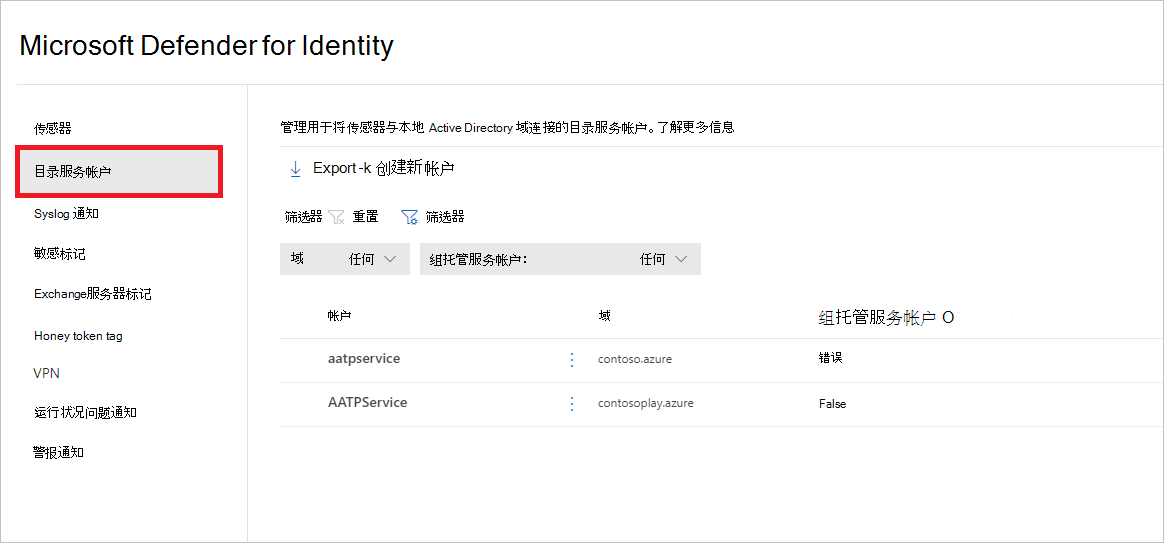 Microsoft Defender for Identity
传感器
目录服务帐户
Syslog 通知
敏感标记
Exchange服务器标记
Honey token tag
VPN
运行状况问题通知
警报通知
管理用于将传感器与本地 Active Directory 域连接的目录服务帐户。了解更多信息
Export-k 创建新帐户
筛选器 重置 筛选器
域 任何 组托管服务帐户: 任何
帐户 域 组托管服务帐户 O
aatpservice contoso.azure 错误
AATPService contosoplay.azure False